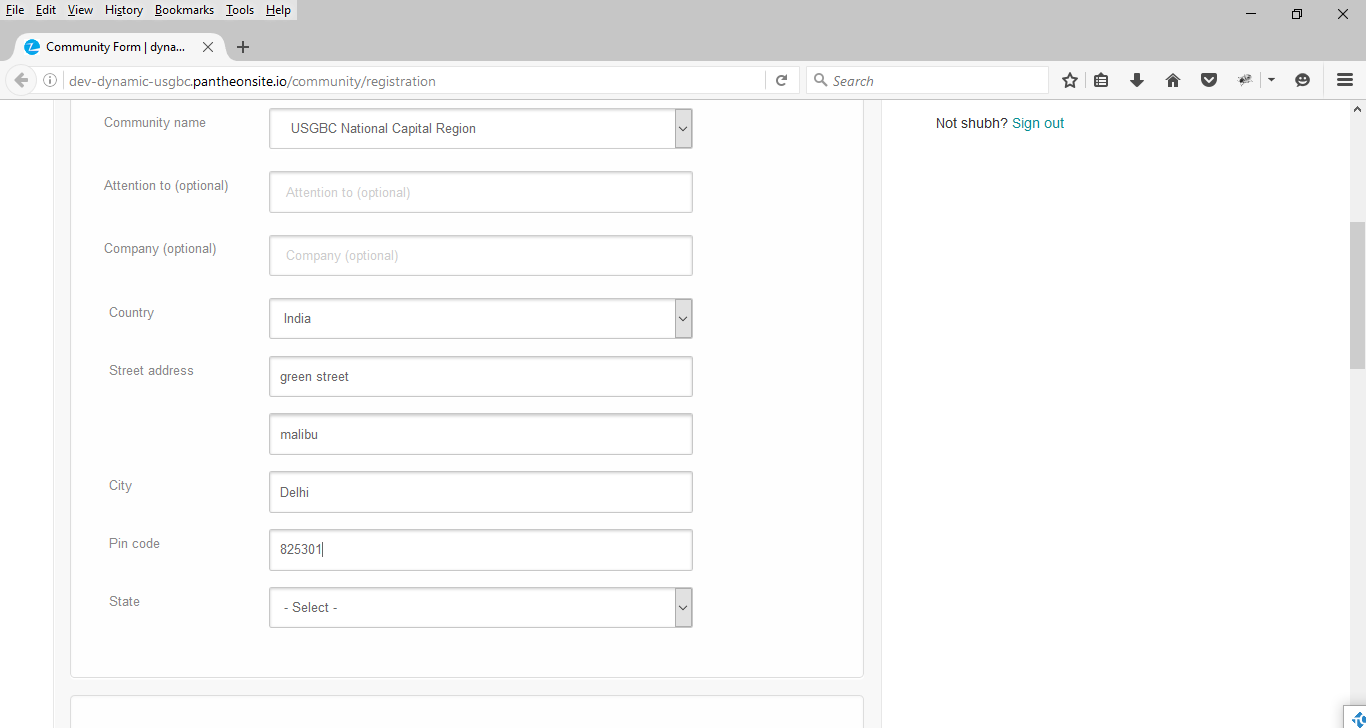 File Edit View History Bookmarks Tools Help
Community Form | dyna...
dev-dynamic-usgbc.pantheonsite.io/community/registration
Search
Community name
USGBC National Capital Region
Not shubh? Sign out
Attention to (optional)
Attention to (optional)
Company (optional)
Company (optional)
Country
India
Street address
green street
malibu
City
Delhi
Pin code
825301
State
- Select -